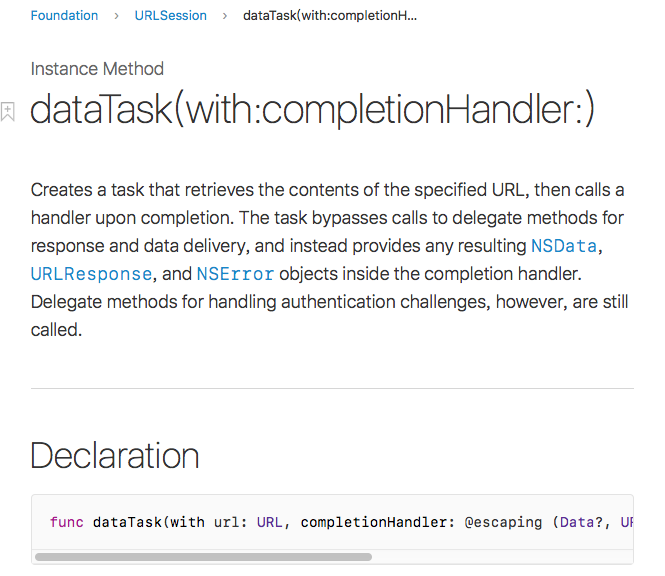 Foundation › URLSession › dataTask(with:completionH...
Instance Method
dataTask(with:completionHandler:)
Creates a task that retrieves the contents of the specified URL, then calls a
handler upon completion. The task bypasses calls to delegate methods for
response and data delivery, and instead provides any resulting NSData,
URLResponse, and NSError objects inside the completion handler.
Delegate methods for handling authentication challenges, however, are still
called.
Declaration
func dataTask(with url: URL, completionHandler: @escaping (Data?,